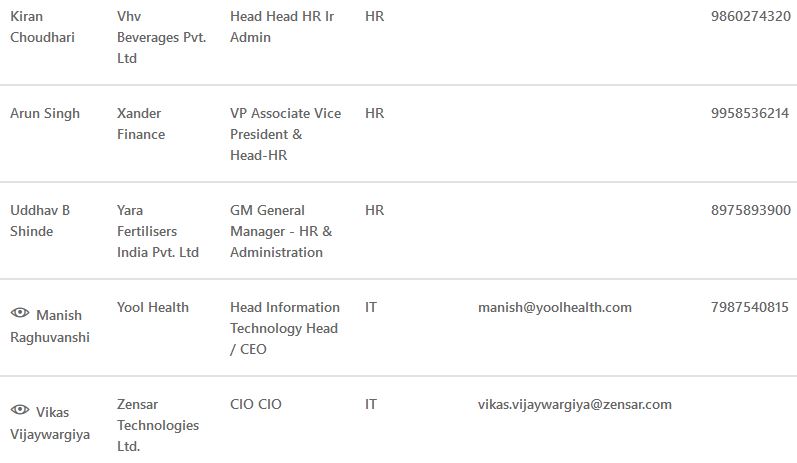 Kiran Choudhari	Vhv Beverages Pvt. Ltd	Head Head HR Ir Admin	HR	9860274320
Arun Singh	Xander Finance	VP Associate Vice President & Head-HR	HR	9958536214
Uddhav B Shinde	Yara Fertilisers India Pvt. Ltd	GM General Manager - HR & Administration	HR	8975893900
Manish Raghuvanshi	Yool Health	Head Information Technology Head / CEO	IT	manish@yoolhealth.com	7987540815
Vikas Vijaywargiya	Zensar Technologies Ltd.	CIO CIO	IT	vikas.vijaywargiya@zensar.com